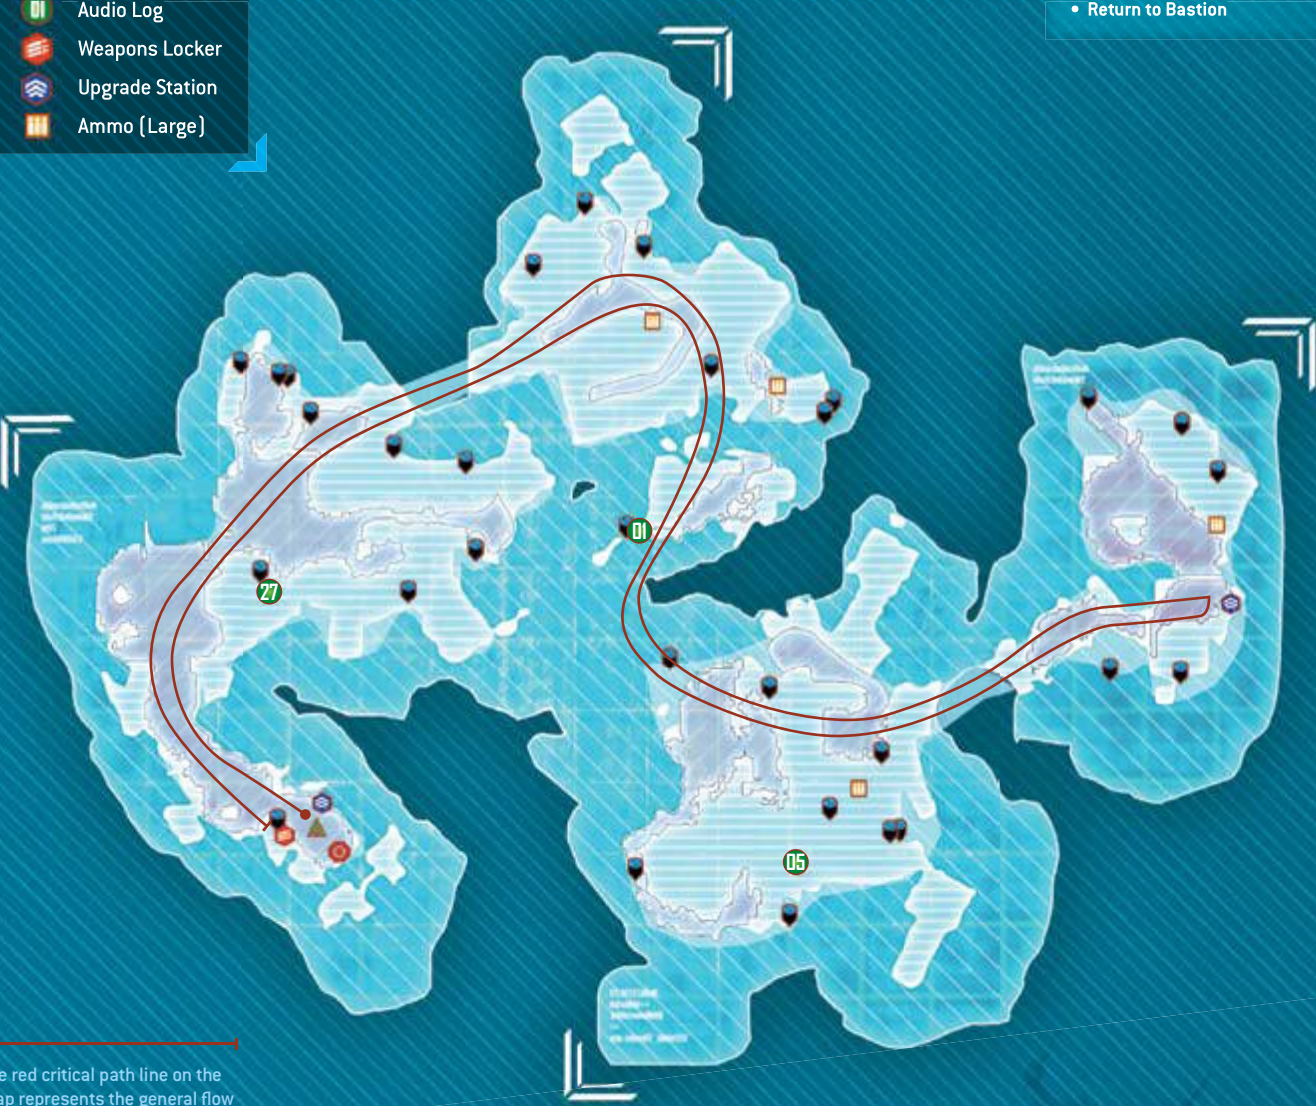 01 Audio Log
Weapons Locker
Upgrade Station
Ammo (Large)
• Return to Bastion
01
27
05
e red critical path line on the
ap represents the general flow